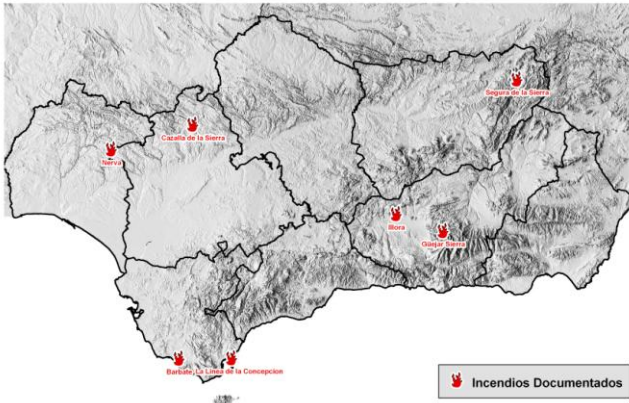 Segura de la Sierra
Cazalla de la Sierra
Nerva
Illora
Güejar Sierra
Barbate
La Linea de la Concepcion
Incendios Documentados